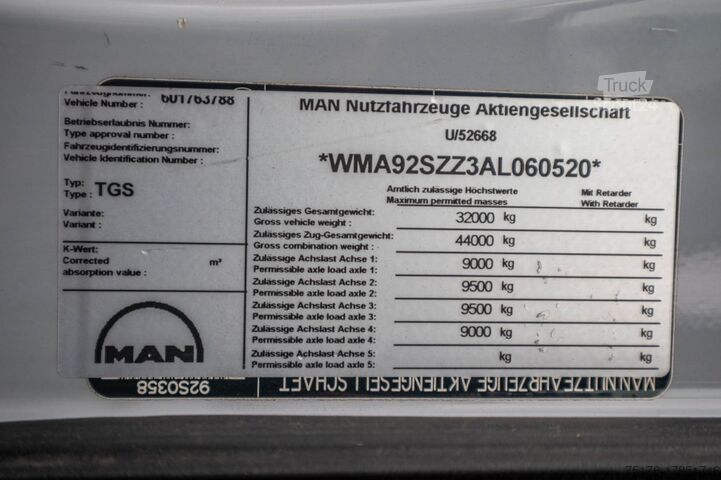 Truck
Vehicle Number : 601763788
Betriebserlaubnis Nummer:
Type approval number :
Fahrzeugidentifizierungsnummer:
Vehicle Identification Number :
Typ:
Type : TGS
Variante:
Variant :
K-Wert:
Corrected m³
absorption value :
MAN
MAN Nutzfahrzeuge Aktiengesellschaft
U/52668
*WMA92SZZ3AL060520*
Amtlich zulässige Höchstwerte Mit Retarder
Maximum permitted masses With Retarder
Zulässiges Gesamtgewicht:
Gross vehicle weight : 32000 kg kg
Zulässiges Zug-Gesamtgewicht:
Gross combination weight : 44000 kg kg
Zulässige Achslast Achse 1:
Permissible axle load axle 1: 9000 kg kg
Zulässige Achslast Achse 2:
Permissible axle load axle 2: 9500 kg kg
Zulässige Achslast Achse 3:
Permissible axle load axle 3: 9500 kg kg
Zulässige Achslast Achse 4:
Permissible axle load axle 4: 9000 kg kg
Zulässige Achslast Achse 5:
Permissible axle load axle 5: kg kg
92S0358 MAN NUTZFAHRZEUGE AKTIENGESELLSCHAFT